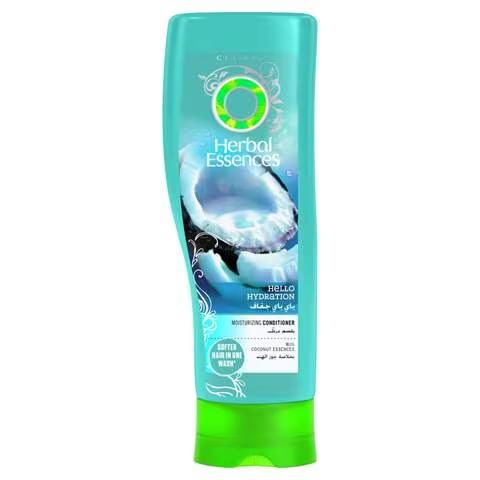 Herbal
Essences
HELLO
HYDRATION
باي باي جفاف
MOISTURIZING CONDITIONER
بلسم مرطب
WITH
COCONUT ESSENCES
بخلاصة جوز الهند
SOFTER
HAIR IN ONE
WASH*